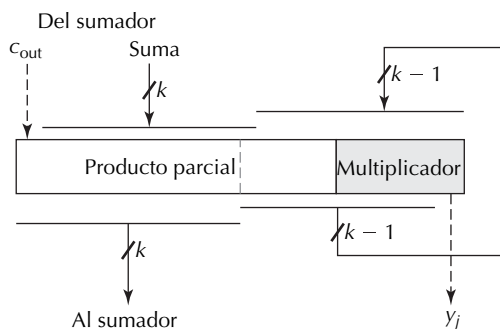 Del sumador
c_out Suma
k
k − 1
Producto parcial Multiplicador
k − 1
k
Al sumador y_j